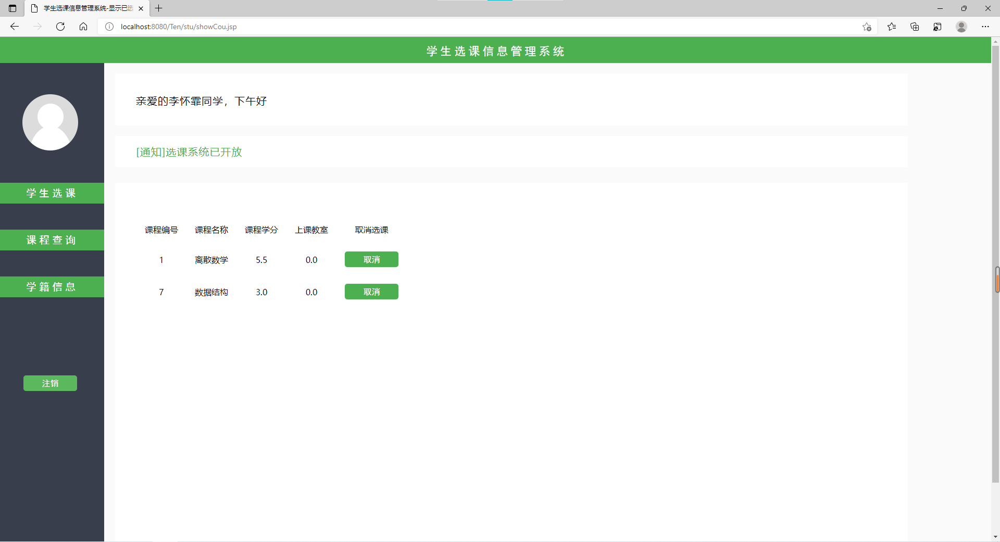 学生选课信息管理系统-显示已选
localhost:8080/Ten/stu/showCou.jsp
学生选课信息管理系统
亲爱的李怀霏同学，下午好
[通知]选课系统已开放
学生选课
课程查询
学籍信息
注销
课程编号 课程名称 课程学分 上课教室 取消选课
1 离散数学 5.5 0.0 取消
7 数据结构 3.0 0.0 取消